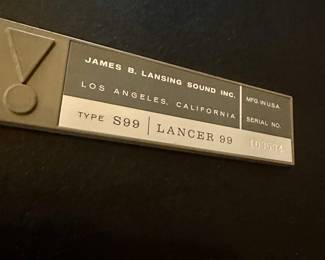 JAMES B. LANSING SOUND INC.
LOS ANGELES, CALIFORNIA
MFG. IN U.S.A.
SERIAL NO.
TYPE S99 | LANCER 99